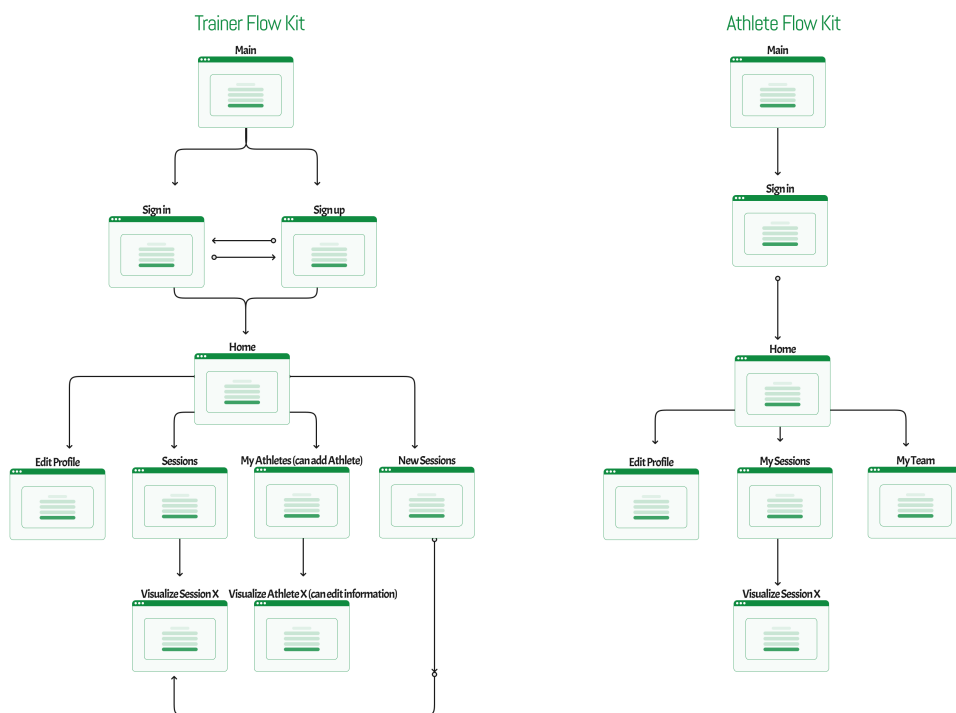 Trainer Flow Kit
Main
Sign in
Sign up
Home
Edit Profile
Sessions
My Athletes (can add Athlete)
New Sessions
Visualize Session X
Visualize Athlete X (can edit information)
Athlete Flow Kit
Main
Sign in
Home
Edit Profile
My Sessions
My Team
Visualize Session X